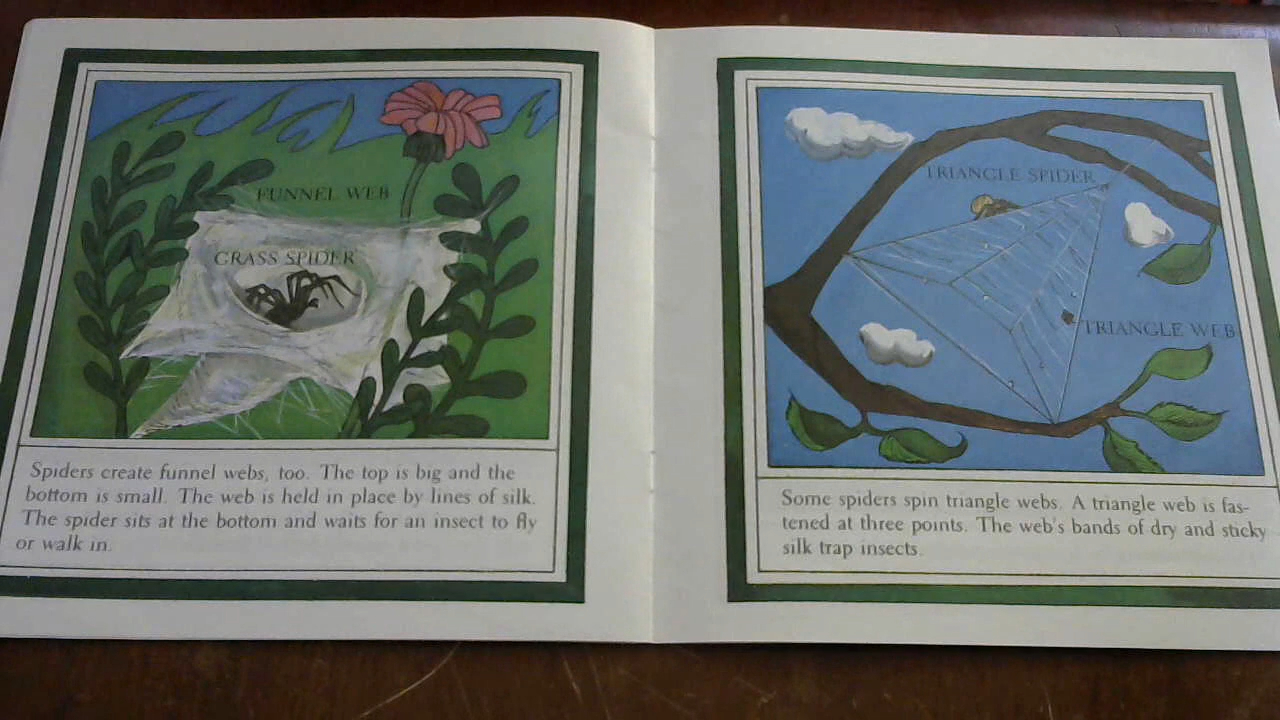 FUNNEL WEB
GRASS SPIDER
Spiders create funnel webs, too. The top is big and the
bottom is small. The web is held in place by lines of silk.
The spider sits at the bottom and waits for an insect to fly
or walk in.
TRIANGLE SPIDER
TRIANGLE WEB
Some spiders spin triangle webs. A triangle web is fas-
tened at three points. The web's bands of dry and sticky
silk trap insects.